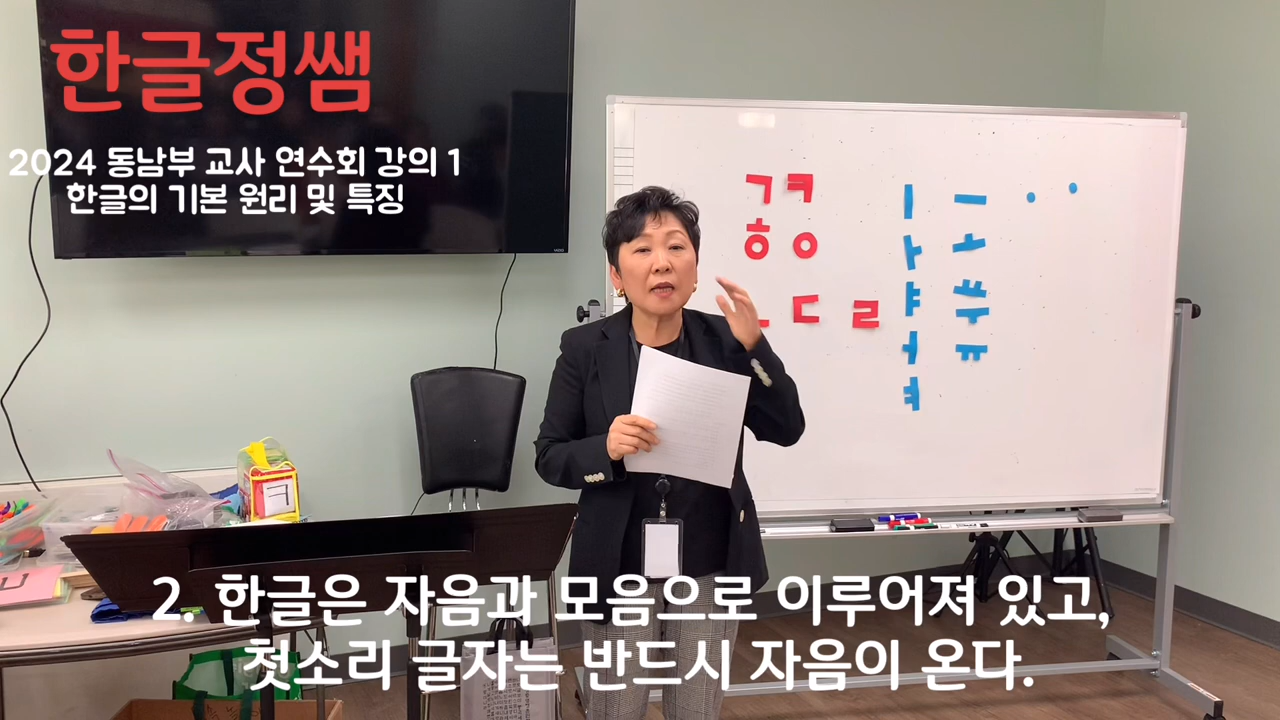 한글정쌤
2024 동남부 교사 연수회 강의 1
한글의 기본 원리 및 특징
ㄱㅋ
ㅎㅇ
ㄷㄹ
ㅣ ㅡ
ㅏ ㅗ
ㅑ ㅛ
ㅓ ㅜ
ㅕ ㅠ
2. 한글은 자음과 모음으로 이루어져 있고,
첫소리 글자는 반드시 자음이 온다.